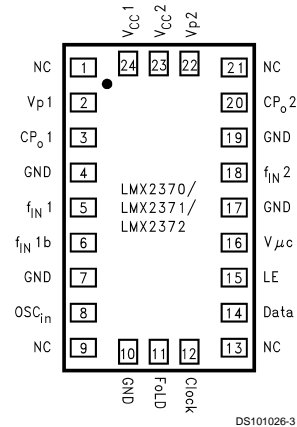 VCC1 VCC2 Vp2
24 23 22
NC 1 21 NC
Vp1 2 20 CPo2
CPo1 3 19 GND
GND 4 18 fIN2
fIN1 5 17 GND
fIN1b 6 16 Vμc
GND 7 15 LE
OSCin 8 14 Data
NC 9 13 NC
LMX2370/
LMX2371/
LMX2372
10 11 12
GND FoLD Clock
DS101026-3